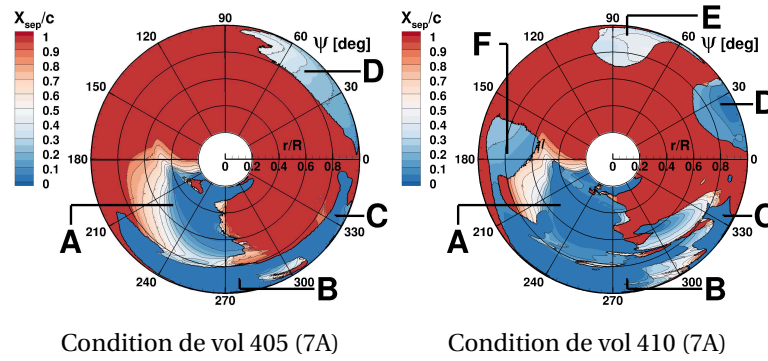 X_sep/c
1
0.9
0.8
0.7
0.6
0.5
0.4
0.3
0.2
0.1
0
90
60
Ψ [deg]
30
0
330
300
270
240
210
180
150
120
r/R
0 0.2 0.4 0.6 0.8
A
B
C
D
Condition de vol 405 (7A)
X_sep/c
1
0.9
0.8
0.7
0.6
0.5
0.4
0.3
0.2
0.1
0
90
60
Ψ [deg]
30
0
330
300
270
240
210
180
150
120
r/R
0 0.2 0.4 0.6 0.8
A
B
C
D
E
F
Condition de vol 410 (7A)